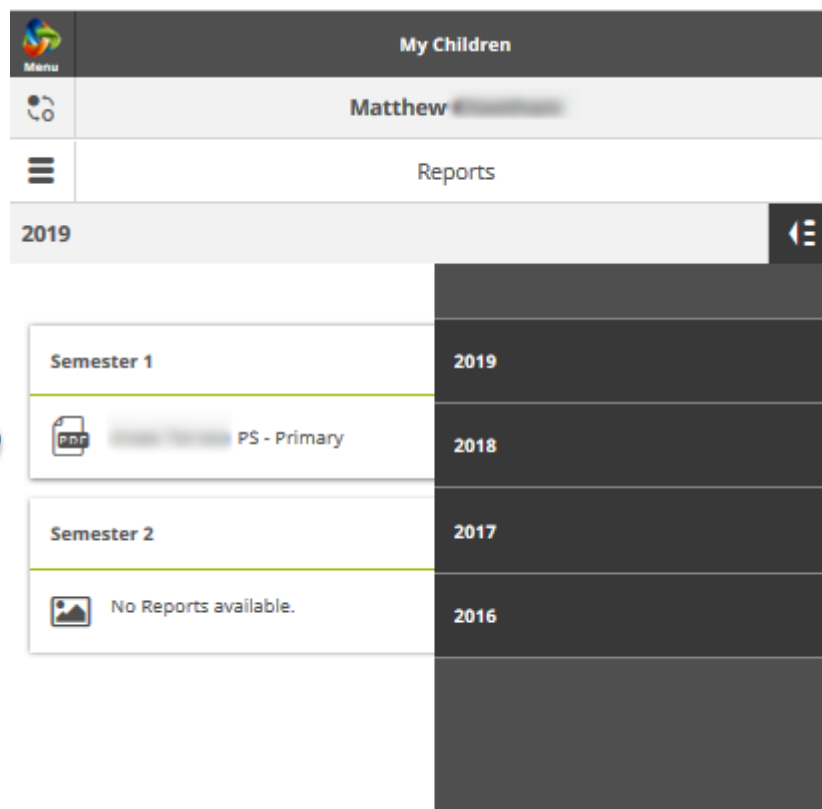 Menu
My Children
Matthew
Reports
2019
Semester 1
PDF
PS - Primary
Semester 2
No Reports available.
2019
2018
2017
2016